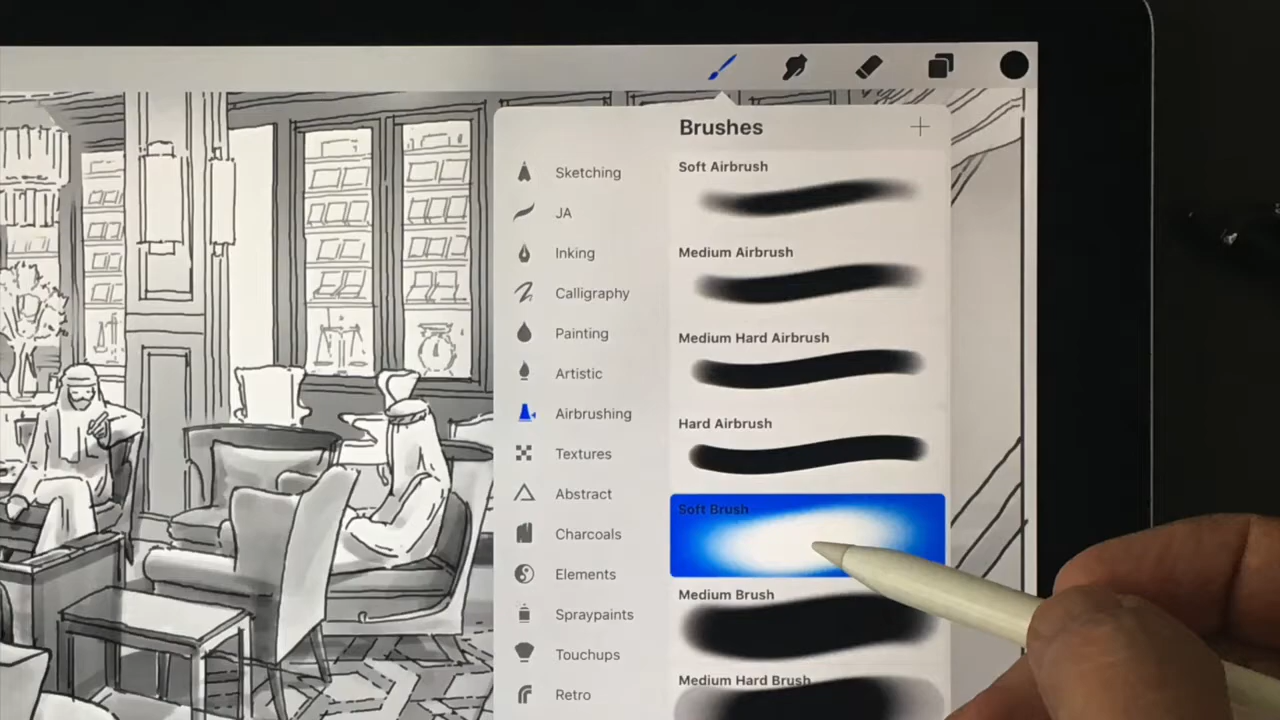 Brushes
Sketching
JA
Inking
Calligraphy
Painting
Artistic
Airbrushing
Textures
Abstract
Charcoals
Elements
Spraypaints
Touchups
Retro
Soft Airbrush
Medium Airbrush
Medium Hard Airbrush
Hard Airbrush
Soft Brush
Medium Brush
Medium Hard Brush